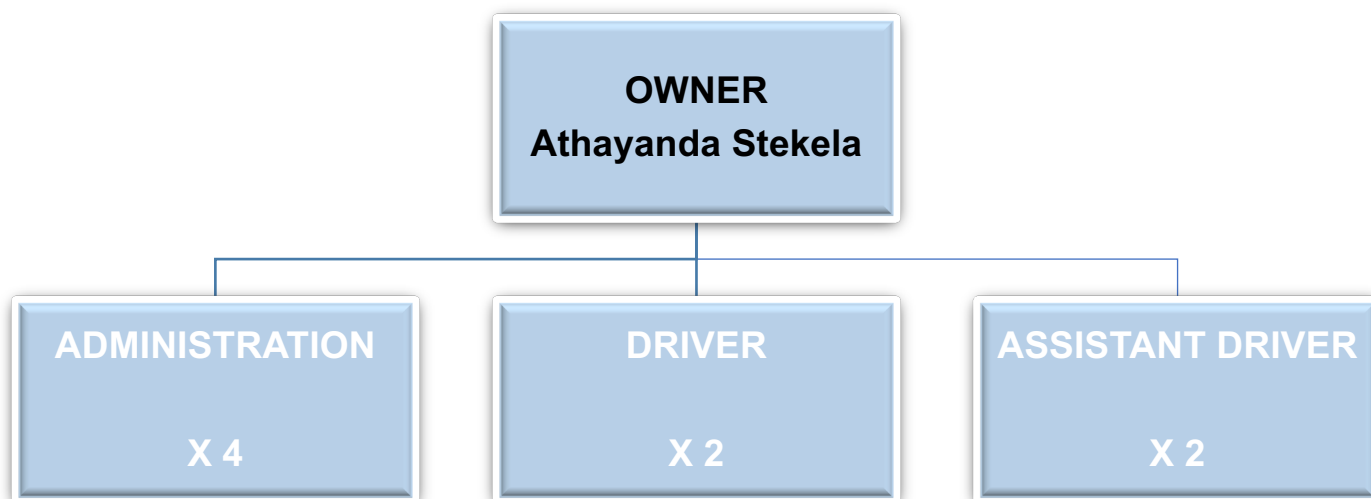 OWNER
Athayanda Stekela
ADMINISTRATION
X 4
DRIVER
X 2
ASSISTANT DRIVER
X 2